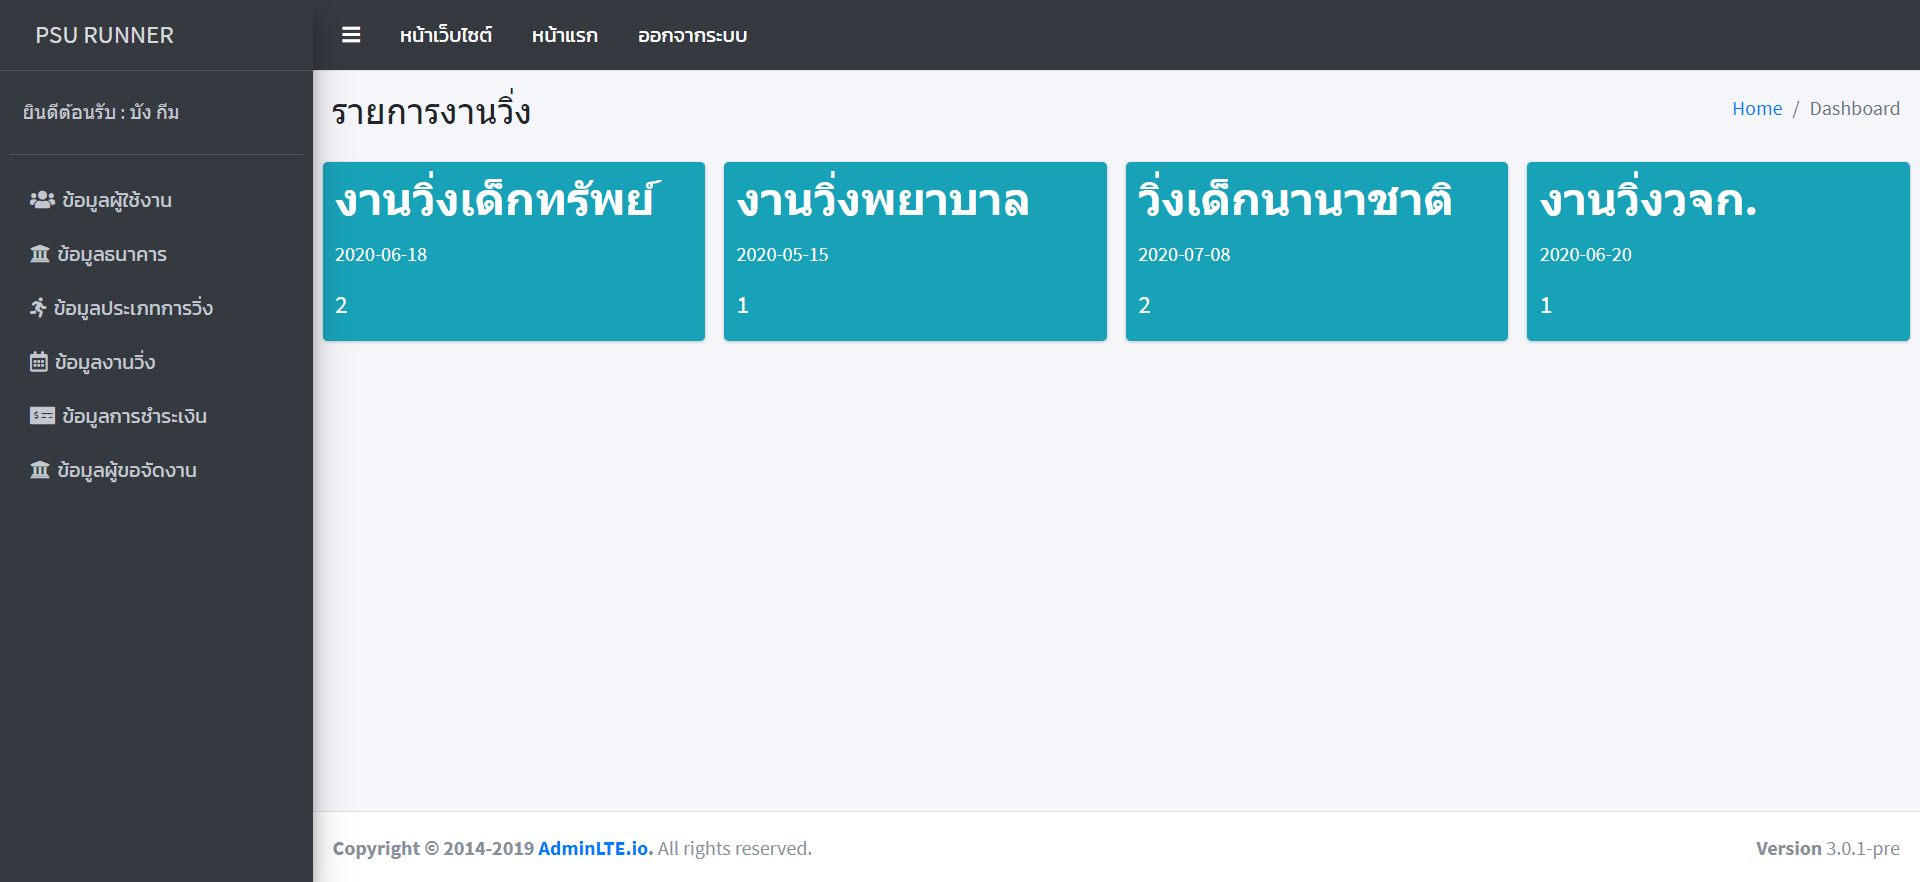 PSU RUNNER
หน้าเว็บไซต์
หน้าแรก
ออกจากระบบ
ยินดีต้อนรับ : บัง กีม
ข้อมูลผู้ใช้งาน
ข้อมูลธนาคาร
ข้อมูลประเภทการวิ่ง
ข้อมูลงานวิ่ง
ข้อมูลการชำระเงิน
ข้อมูลผู้ขอจัดงาน
รายการงานวิ่ง
Home / Dashboard
งานวิ่งเด็กทรัพย์
2020-06-18
2
งานวิ่งพยาบาล
2020-05-15
1
วิ่งเด็กนานาชาติ
2020-07-08
2
งานวิ่งวจก.
2020-06-20
1
Copyright © 2014-2019 AdminLTE.io. All rights reserved.
Version 3.0.1-pre